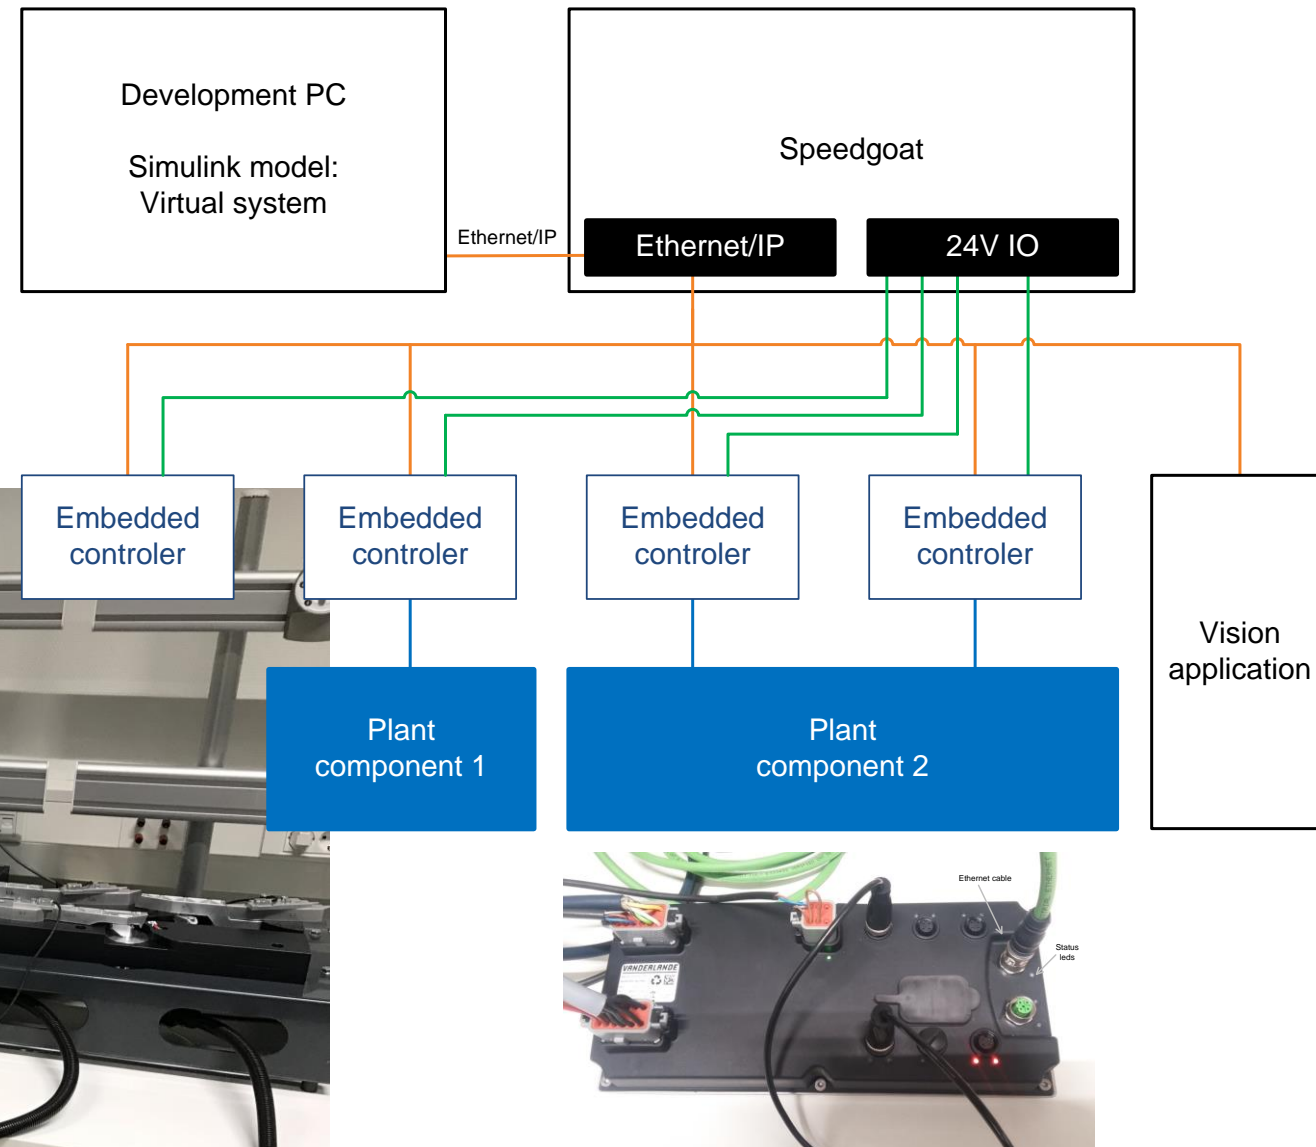 Development PC
Simulink model:
Virtual system
Speedgoat
Ethernet/IP
Ethernet/IP
24V IO
Embedded
controler
Embedded
controler
Embedded
controler
Embedded
controler
Vision
application
Plant
component 1
Plant
component 2
Ethernet cable
Status
leds
VANDERLANDE